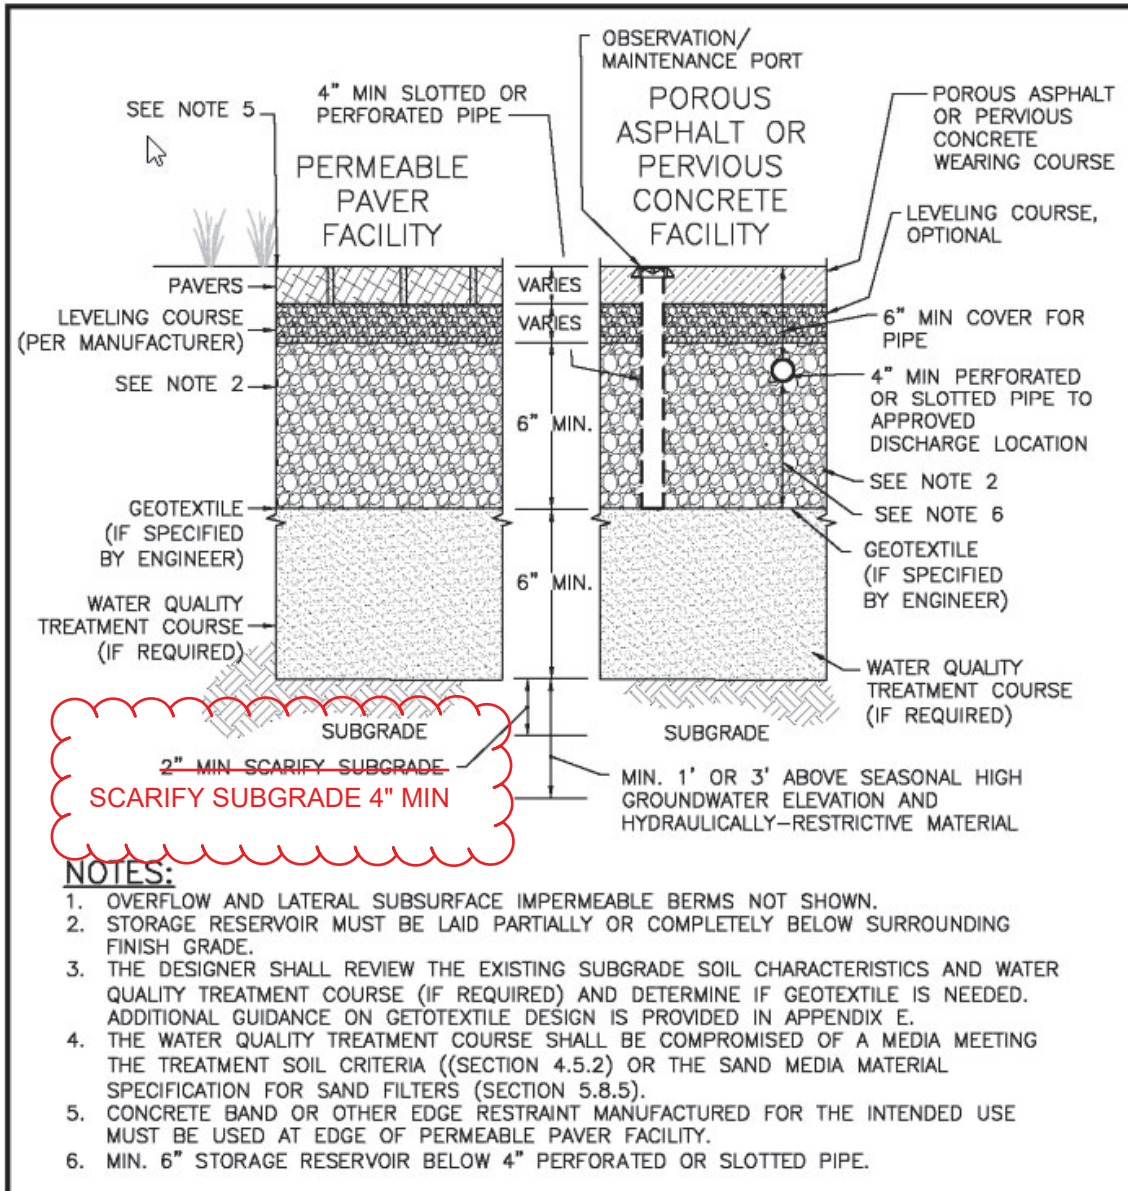 OBSERVATION/
MAINTENANCE PORT
4" MIN SLOTTED OR
PERFORATED PIPE
SEE NOTE 5
PERMEABLE
PAVER
FACILITY
POROUS
ASPHALT OR
PERVIOUS
CONCRETE
FACILITY
POROUS ASPHALT
OR PERVIOUS
CONCRETE
WEARING COURSE
LEVELING COURSE,
OPTIONAL
PAVERS
VARIES
LEVELING COURSE
(PER MANUFACTURER)
VARIES
6" MIN COVER FOR
PIPE
SEE NOTE 2
4" MIN PERFORATED
OR SLOTTED PIPE TO
APPROVED
DISCHARGE LOCATION
6" MIN.
SEE NOTE 2
SEE NOTE 6
GEOTEXTILE
(IF SPECIFIED
BY ENGINEER)
GEOTEXTILE
(IF SPECIFIED
BY ENGINEER)
6" MIN.
WATER QUALITY
TREATMENT COURSE
(IF REQUIRED)
WATER QUALITY
TREATMENT COURSE
(IF REQUIRED)
SUBGRADE
SUBGRADE
2" MIN SCARIFY SUBGRADE
SCARIFY SUBGRADE 4" MIN
MIN. 1' OR 3' ABOVE SEASONAL HIGH
GROUNDWATER ELEVATION AND
HYDRAULICALLY-RESTRICTIVE MATERIAL
NOTES:
1. OVERFLOW AND LATERAL SUBSURFACE IMPERMEABLE BERMS NOT SHOWN.
2. STORAGE RESERVOIR MUST BE LAID PARTIALLY OR COMPLETELY BELOW SURROUNDING
FINISH GRADE.
3. THE DESIGNER SHALL REVIEW THE EXISTING SUBGRADE SOIL CHARACTERISTICS AND WATER
QUALITY TREATMENT COURSE (IF REQUIRED) AND DETERMINE IF GEOTEXTILE IS NEEDED.
ADDITIONAL GUIDANCE ON GETOTEXTILE DESIGN IS PROVIDED IN APPENDIX E.
4. THE WATER QUALITY TREATMENT COURSE SHALL BE COMPROMISED OF A MEDIA MEETING
THE TREATMENT SOIL CRITERIA ((SECTION 4.5.2) OR THE SAND MEDIA MATERIAL
SPECIFICATION FOR SAND FILTERS (SECTION 5.8.5).
5. CONCRETE BAND OR OTHER EDGE RESTRAINT MANUFACTURED FOR THE INTENDED USE
MUST BE USED AT EDGE OF PERMEABLE PAVER FACILITY.
6. MIN. 6" STORAGE RESERVOIR BELOW 4" PERFORATED OR SLOTTED PIPE.